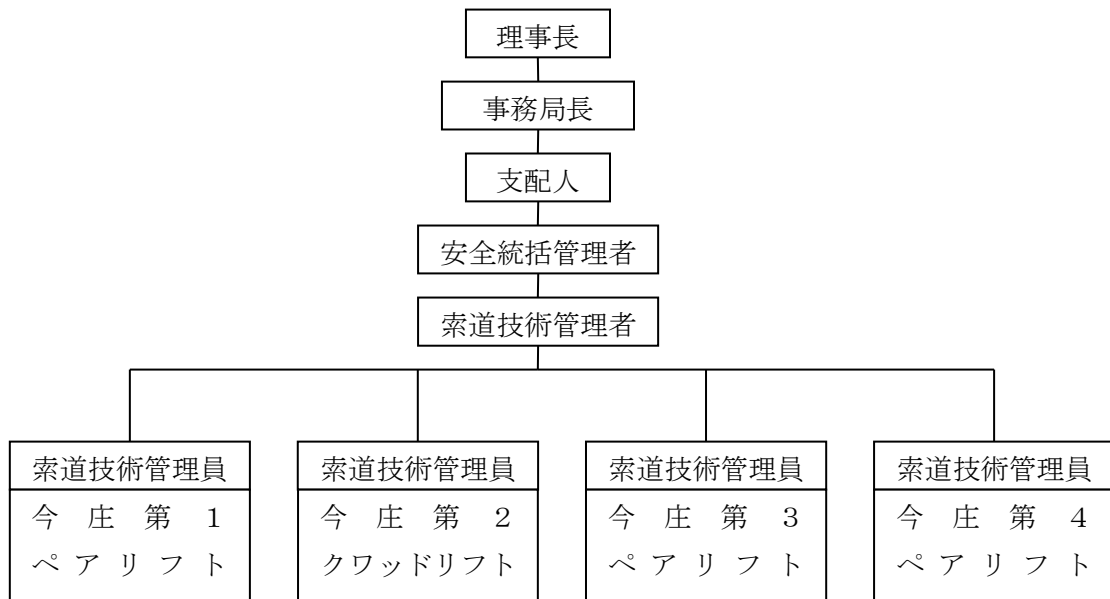 理事長
事務局長
支配人
安全統括管理者
索道技術管理者
索道技術管理員
今庄第1
ペアリフト
索道技術管理員
今庄第2
クワッドリフト
索道技術管理員
今庄第3
ペアリフト
索道技術管理員
今庄第4
ペアリフト